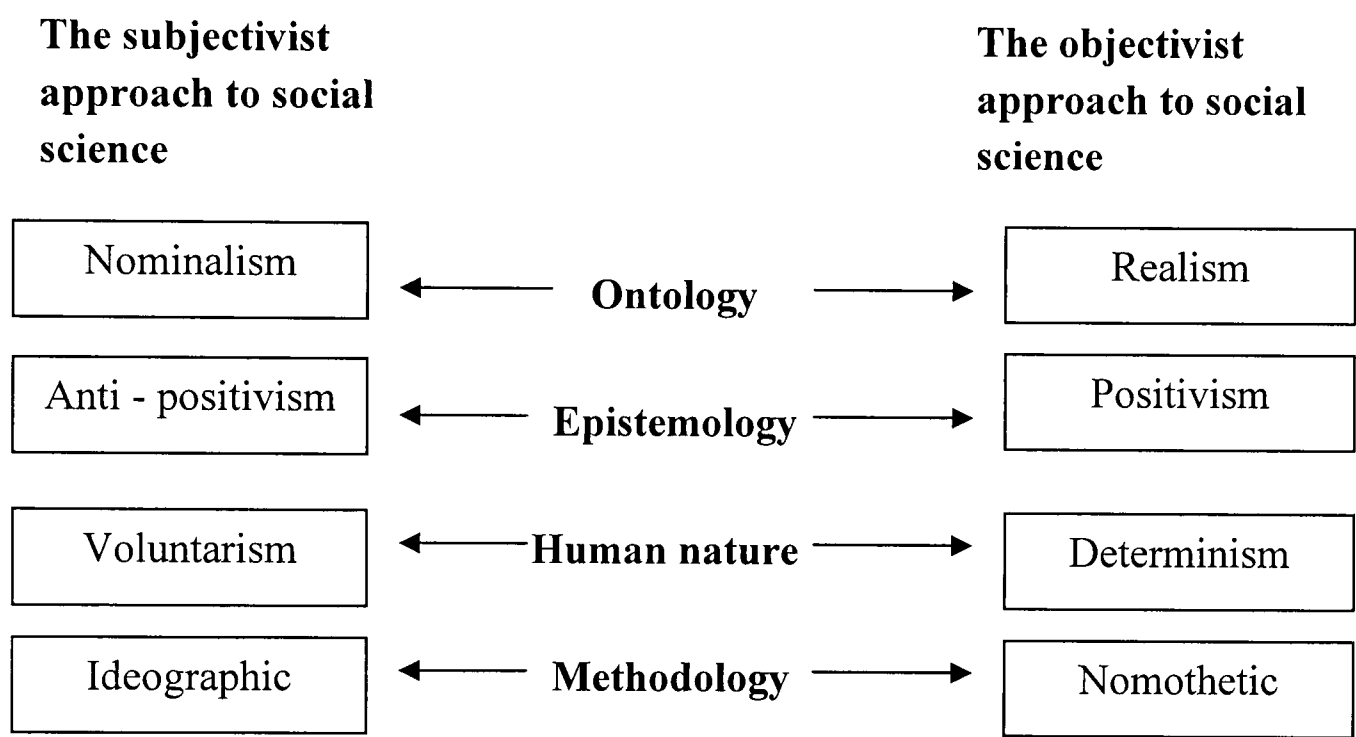 The subjectivist
approach to social
science
The objectivist
approach to social
science
Nominalism
Ontology
Realism
Anti - positivism
Epistemology
Positivism
Voluntarism
Human nature
Determinism
Ideographic
Methodology
Nomothetic